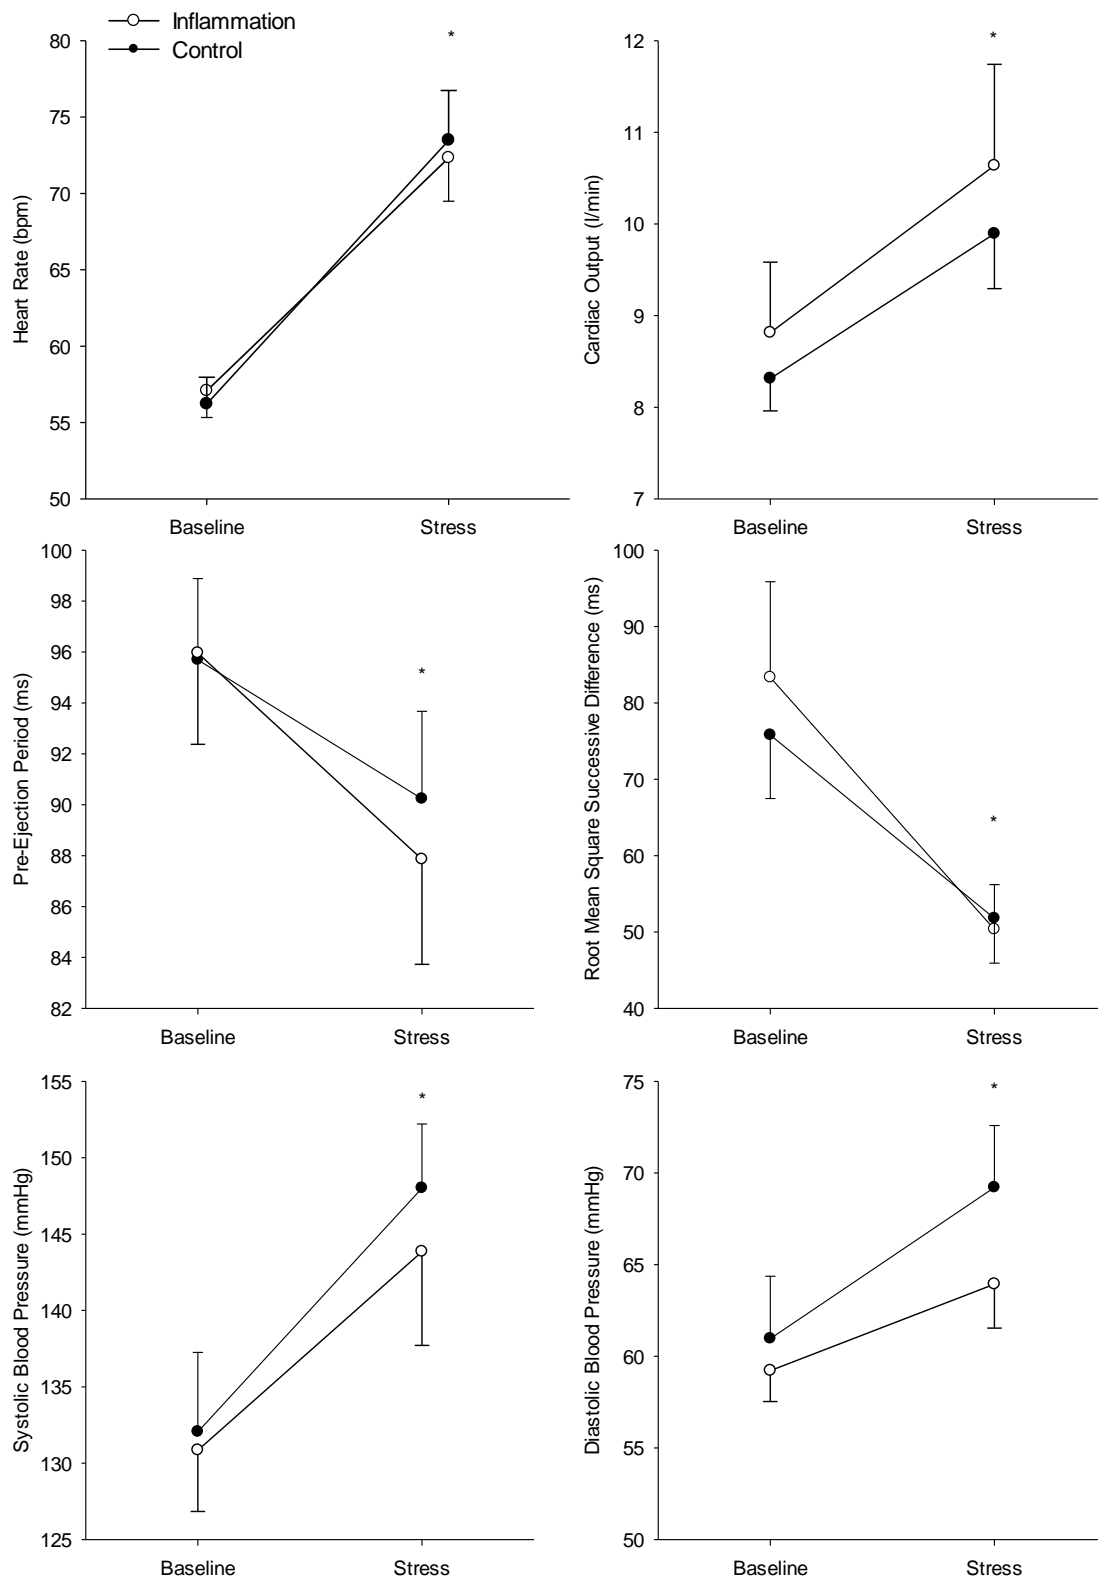 Inflammation
Control
80
75
70
65
60
55
50
Heart Rate (bpm)
*
Baseline
Stress
12
11
10
9
8
7
Cardiac Output (l/min)
*
Baseline
Stress
100
98
96
94
92
90
88
86
84
82
Pre-Ejection Period (ms)
*
Baseline
Stress
100
90
80
70
60
50
40
Root Mean Square Successive Difference (ms)
*
Baseline
Stress
155
150
145
140
135
130
125
Systolic Blood Pressure (mmHg)
*
Baseline
Stress
75
70
65
60
55
50
Diastolic Blood Pressure (mmHg)
*
Baseline
Stress